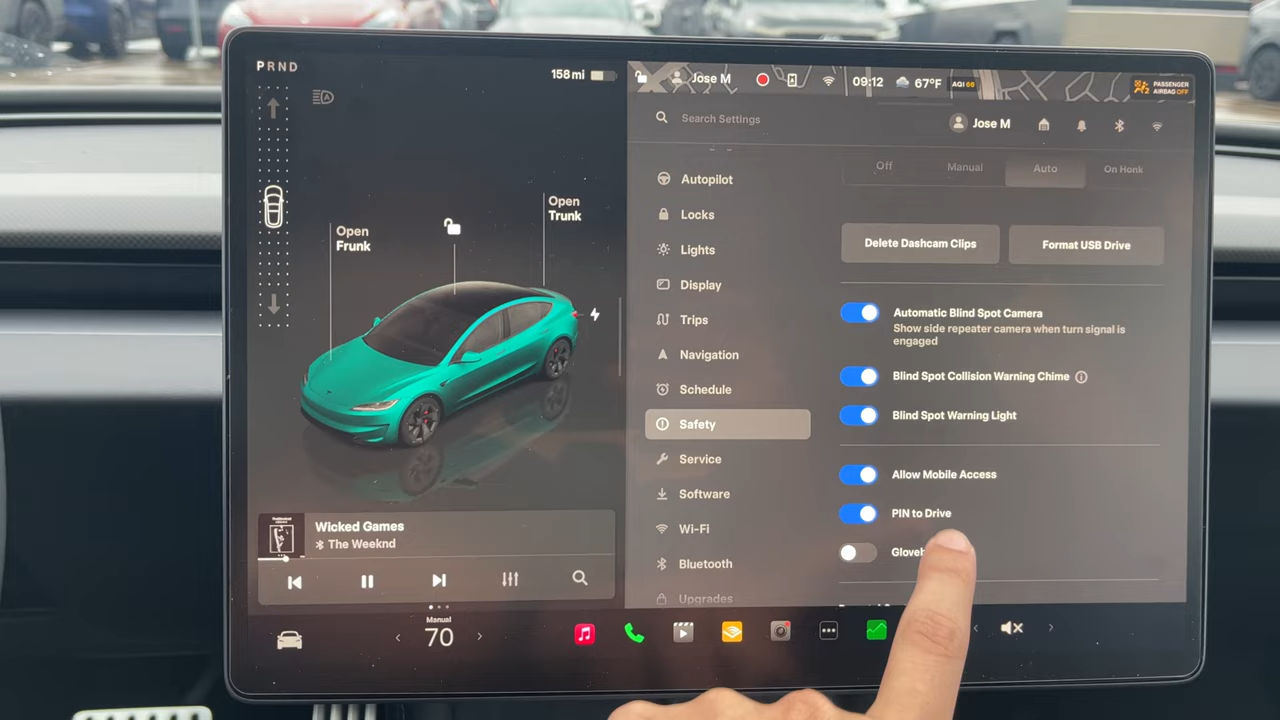 PRND
158 mi
Open
Frunk
Open
Trunk
Wicked Games
The Weeknd
Manual
70
Jose M
09:12
67°F
AQI 66
PASSENGER
AIRBAG OFF
Search Settings
Jose M
Autopilot
Locks
Lights
Display
Trips
Navigation
Schedule
Safety
Service
Software
Wi-Fi
Bluetooth
Upgrades
Off
Manual
Auto
On Honk
Delete Dashcam Clips
Format USB Drive
Automatic Blind Spot Camera
Show side repeater camera when turn signal is
engaged
Blind Spot Collision Warning Chime
Blind Spot Warning Light
Allow Mobile Access
PIN to Drive